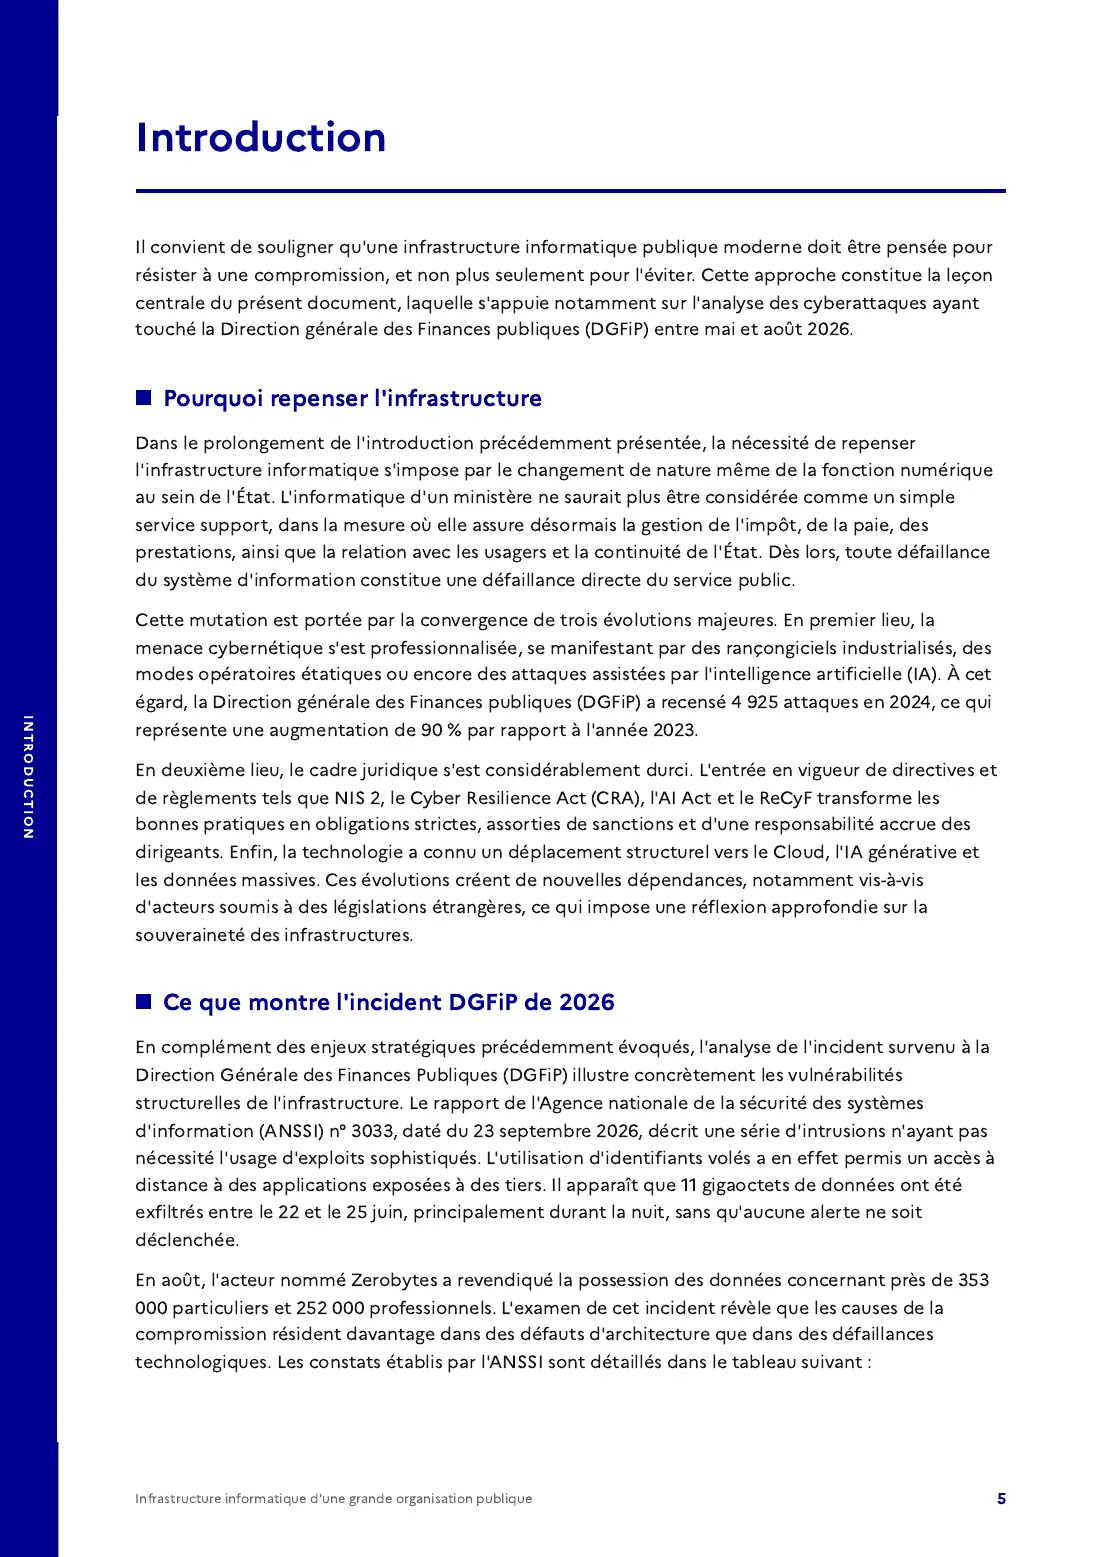 Introduction
Il convient de souligner qu'une infrastructure informatique publique moderne doit être pensée pour
résister à une compromission, et non plus seulement pour l'éviter. Cette approche constitue la leçon
centrale du présent document, laquelle s'appuie notamment sur l'analyse des cyberattaques ayant
touché la Direction générale des Finances publiques (DGFiP) entre mai et août 2026.
Pourquoi repenser l'infrastructure
Dans le prolongement de l'introduction précédemment présentée, la nécessité de repenser
l'infrastructure informatique s'impose par le changement de nature même de la fonction numérique
au sein de l'État. L'informatique d'un ministère ne saurait plus être considérée comme un simple
service support, dans la mesure où elle assure désormais la gestion de l'impôt, de la paie, des
prestations, ainsi que la relation avec les usagers et la continuité de l'État. Dès lors, toute défaillance
du système d'information constitue une défaillance directe du service public.
Cette mutation est portée par la convergence de trois évolutions majeures. En premier lieu, la
menace cybernétique s'est professionnalisée, se manifestant par des rançongiciels industrialisés, des
modes opératoires étatiques ou encore des attaques assistées par l'intelligence artificielle (IA). À cet
égard, la Direction générale des Finances publiques (DGFiP) a recensé 4 925 attaques en 2024, ce qui
représente une augmentation de 90 % par rapport à l'année 2023.
En deuxième lieu, le cadre juridique s'est considérablement durci. L'entrée en vigueur de directives et
de règlements tels que NIS 2, le Cyber Resilience Act (CRA), l'AI Act et le ReCyF transforme les
bonnes pratiques en obligations strictes, assorties de sanctions et d'une responsabilité accrue des
dirigeants. Enfin, la technologie a connu un déplacement structurel vers le Cloud, l'IA générative et
les données massives. Ces évolutions créent de nouvelles dépendances, notamment vis-à-vis
d'acteurs soumis à des législations étrangères, ce qui impose une réflexion approfondie sur la
souveraineté des infrastructures.
Ce que montre l'incident DGFiP de 2026
En complément des enjeux stratégiques précédemment évoqués, l'analyse de l'incident survenu à la
Direction Générale des Finances Publiques (DGFiP) illustre concrètement les vulnérabilités
structurelles de l'infrastructure. Le rapport de l'Agence nationale de la sécurité des systèmes
d'information (ANSSI) n° 3033, daté du 23 septembre 2026, décrit une série d'intrusions n'ayant pas
nécessité l'usage d'exploits sophistiqués. L'utilisation d'identifiants volés a en effet permis un accès à
distance à des applications exposées à des tiers. Il apparaît que 11 gigaoctets de données ont été
exfiltrés entre le 22 et le 25 juin, principalement durant la nuit, sans qu'aucune alerte ne soit
déclenchée.
En août, l'acteur nommé Zerobytes a revendiqué la possession des données concernant près de 353
000 particuliers et 252 000 professionnels. L'examen de cet incident révèle que les causes de la
compromission résident davantage dans des défauts d'architecture que dans des défaillances
technologiques. Les constats établis par l'ANSSI sont détaillés dans le tableau suivant :
INTRODUCTION
Infrastructure informatique d'une grande organisation publique
5